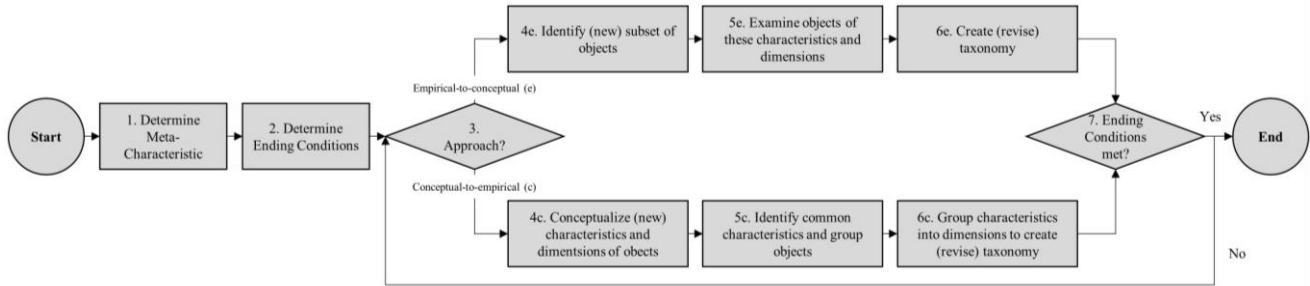 Start
1. Determine
Meta-
Characteristic
2. Determine
Ending Conditions
3.
Approach?
Empirical-to-conceptual (e)
4e. Identify (new) subset of
objects
5e. Examine objects of
these characteristics and
dimensions
6e. Create (revise)
taxonomy
Conceptual-to-empirical (c)
4c. Conceptualize (new)
characteristics and
dimentsions of obects
5c. Identify common
characteristics and group
objects
6c. Group characteristics
into dimensions to create
(revise) taxonomy
7. Ending
Conditions
met?
Yes
No
End